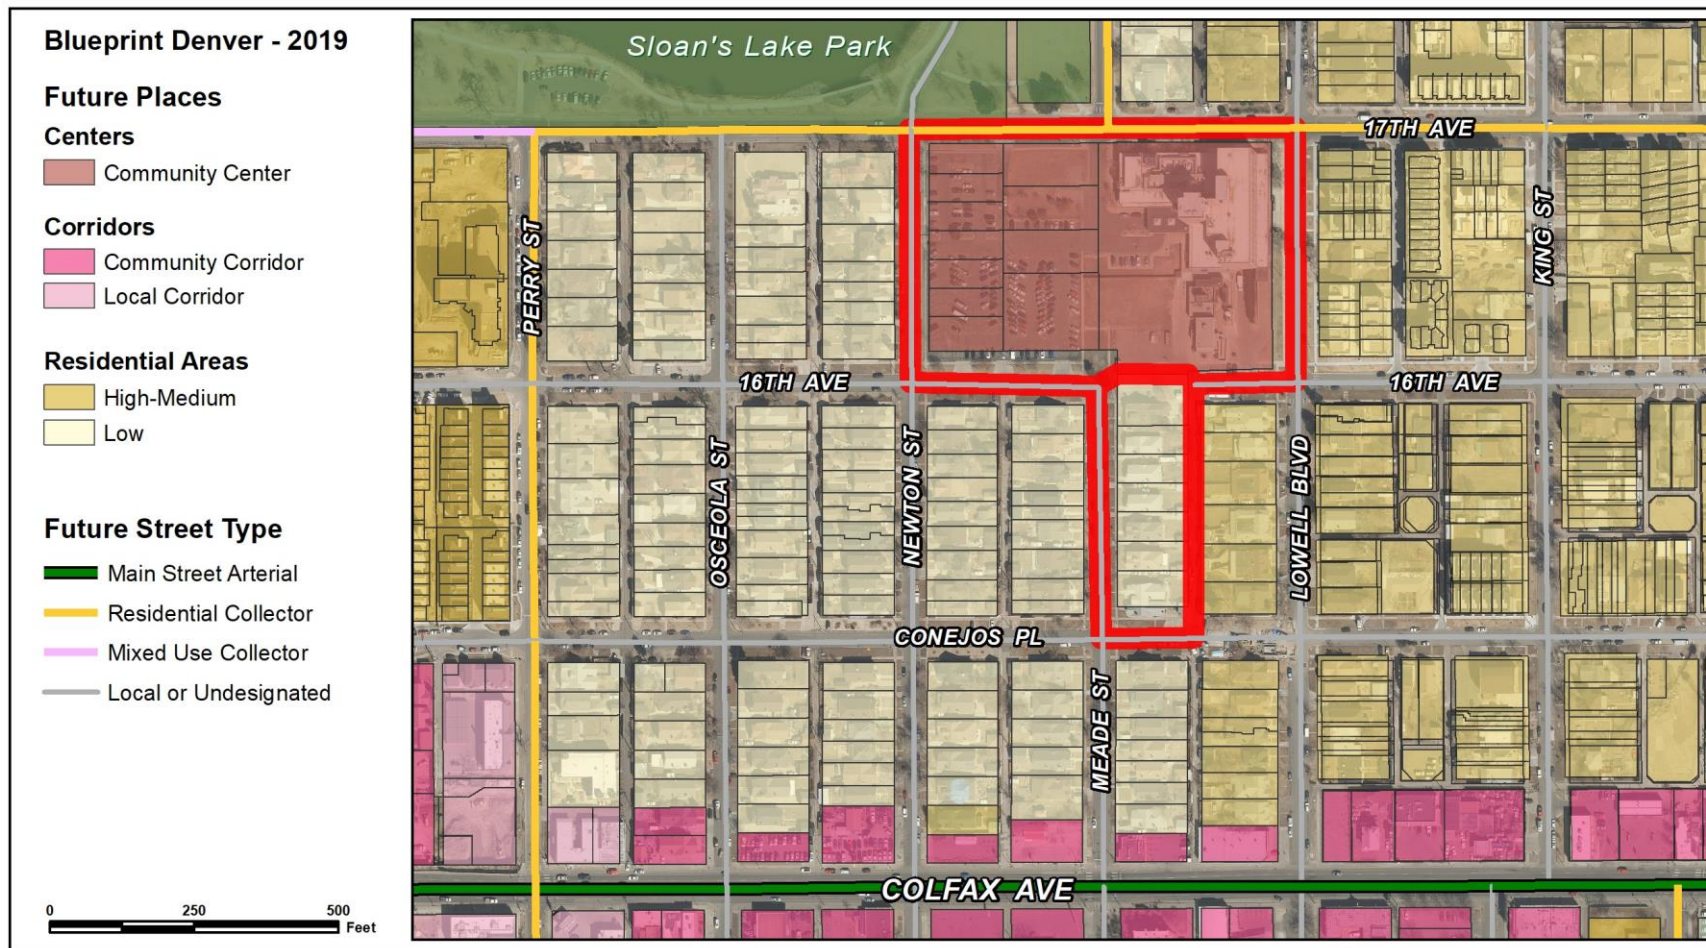 Blueprint Denver - 2019
Future Places
Centers
Community Center
Corridors
Community Corridor
Local Corridor
Residential Areas
High-Medium
Low
Future Street Type
Main Street Arterial
Residential Collector
Mixed Use Collector
Local or Undesignated
0 250 500
Feet
Sloan's Lake Park
17TH AVE
PERRY ST
KING ST
16TH AVE
16TH AVE
OSCEOLA ST
NEWTON ST
LOWELL BLVD
CONEJOS PL
MEADE ST
COLFAX AVE